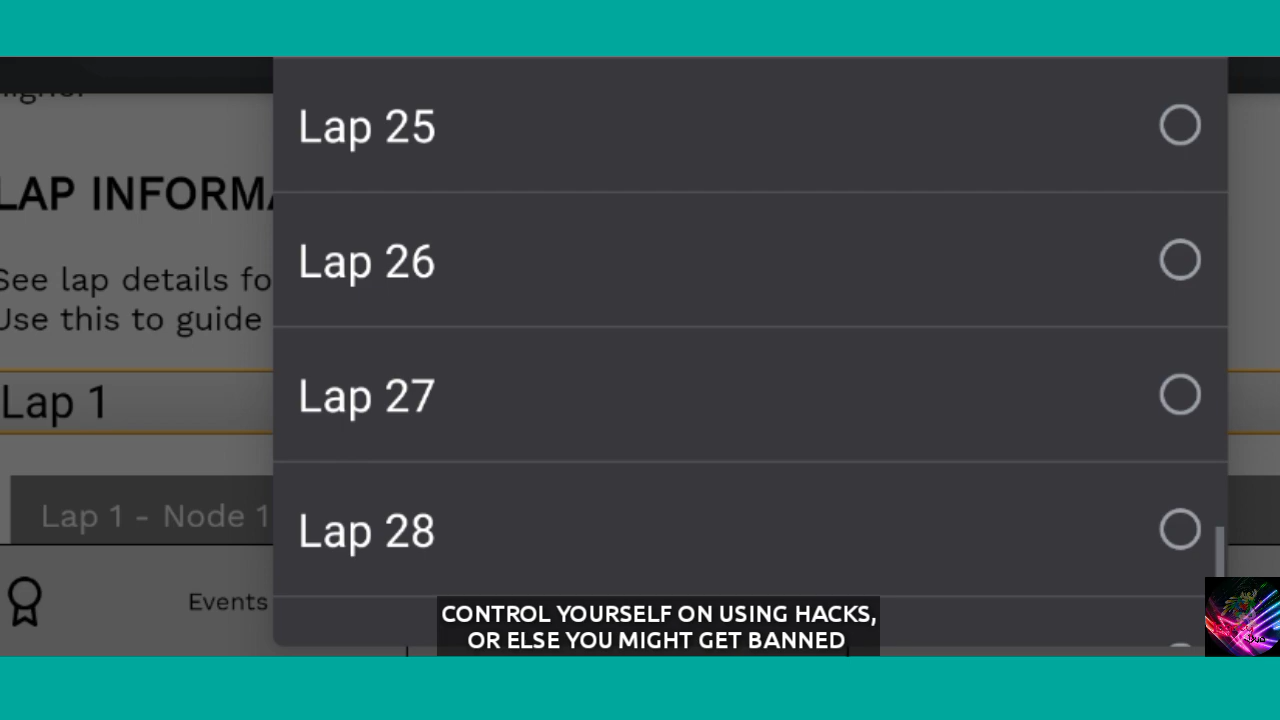 Lap 25
LAP INFORMA
Lap 26
See lap details fo
Use this to guide
Lap 27
Lap 1
Lap 28
Lap 1 - Node 1
Events
CONTROL YOURSELF ON USING HACKS,
OR ELSE YOU MIGHT GET BANNED